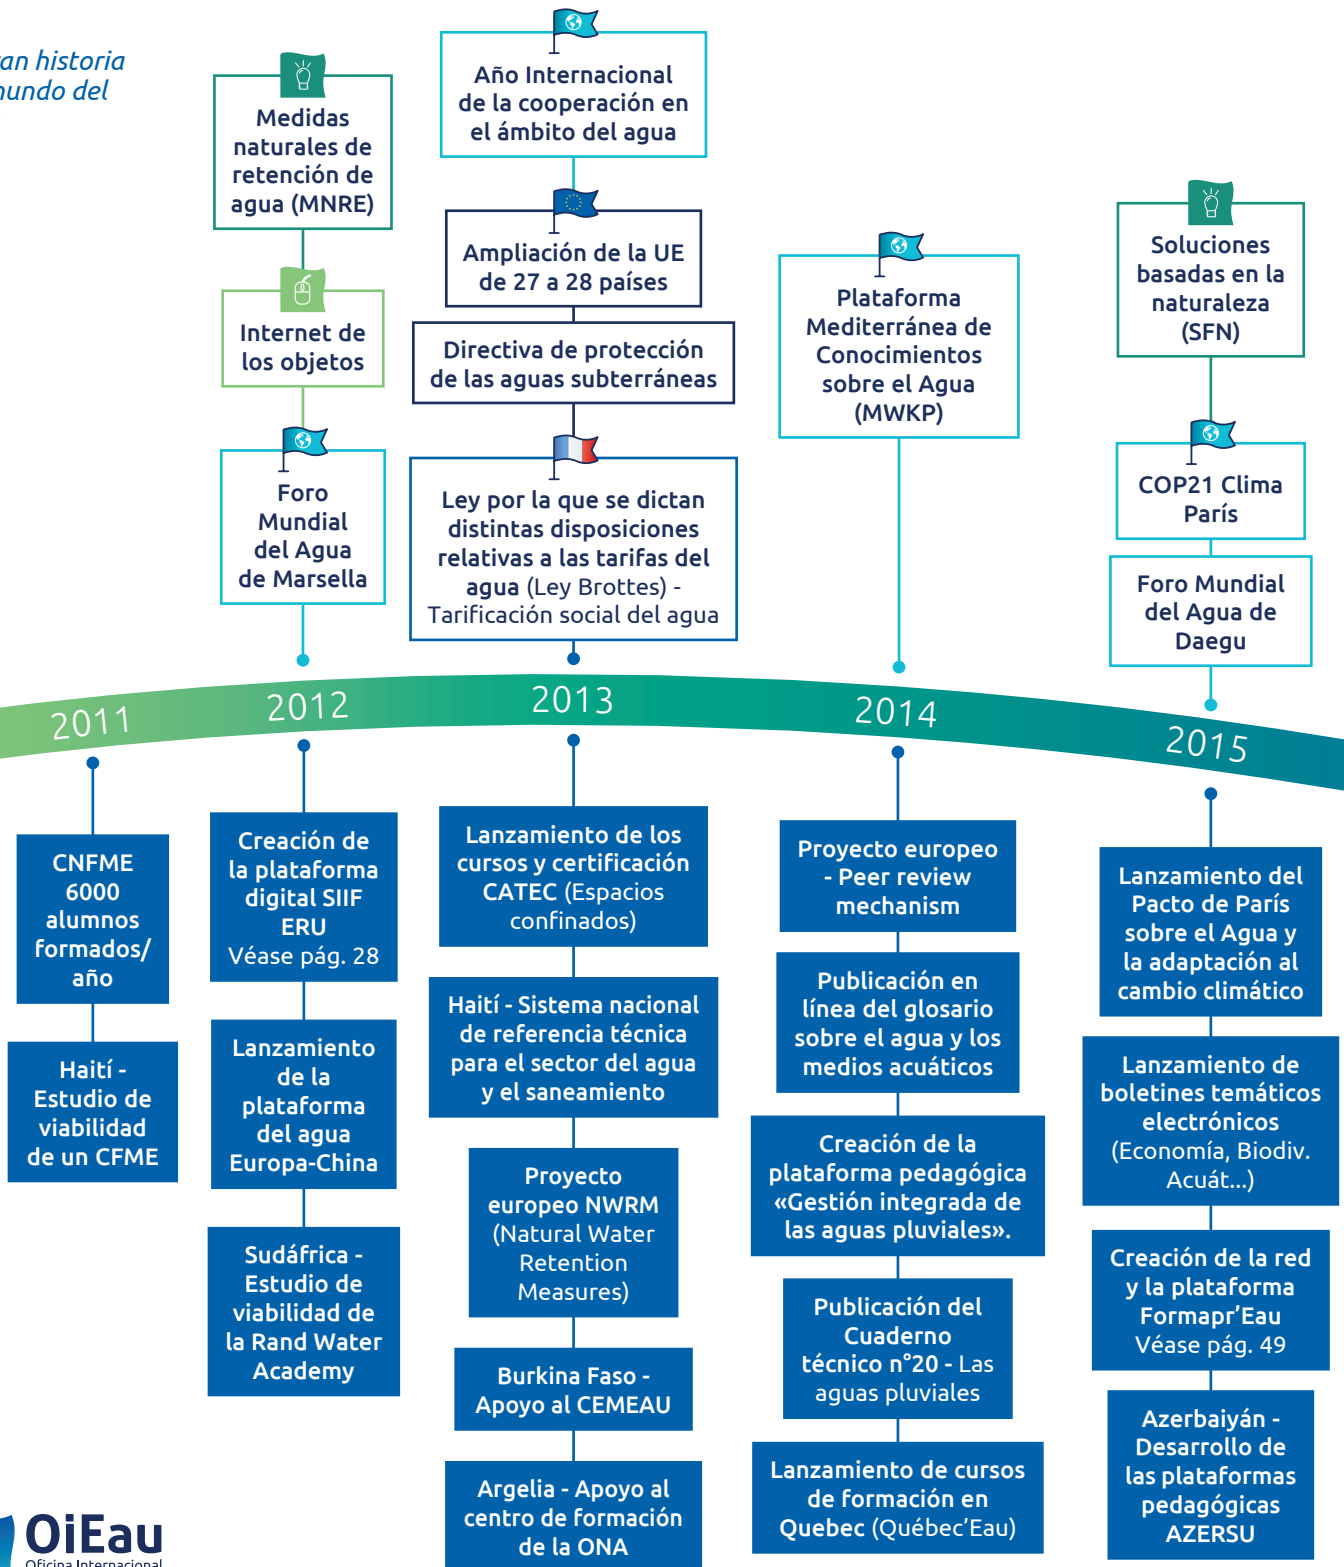 an historia
mundo del
Medidas
naturales de
retención de
agua (MNRE)
Internet de
los objetos
Foro
Mundial
del Agua
de Marsella
Año Internacional
de la cooperación en
el ámbito del agua
Ampliación de la UE
de 27 a 28 países
Directiva de protección
de las aguas subterráneas
Ley por la que se dictan
distintas disposiciones
relativas a las tarifas del
agua (Ley Brottes) -
Tarificación social del agua
Plataforma
Mediterránea de
Conocimientos
sobre el Agua
(MWKP)
Soluciones
basadas en la
naturaleza
(SFN)
COP21 Clima
París
Foro Mundial
del Agua de
Daegu
2011
2012
2013
2014
2015
CNFME
6000
alumnos
formados/
año
Haití -
Estudio de
viabilidad
de un CFME
Creación de
la plataforma
digital SIIF
ERU
Véase pág. 28
Lanzamiento
de la
plataforma
del agua
Europa-China
Sudáfrica -
Estudio de
viabilidad de
la Rand Water
Academy
Lanzamiento de los
cursos y certificación
CATEC (Espacios
confinados)
Haití - Sistema nacional
de referencia técnica
para el sector del agua
y el saneamiento
Proyecto
europeo NWRM
(Natural Water
Retention
Measures)
Burkina Faso -
Apoyo al CEMEAU
Argelia - Apoyo al
centro de formación
de la ONA
Proyecto europeo
- Peer review
mechanism
Publicación en
línea del glosario
sobre el agua y los
medios acuáticos
Creación de la
plataforma pedagógica
«Gestión integrada de
las aguas pluviales».
Publicación del
Cuaderno
técnico n°20 - Las
aguas pluviales
Lanzamiento de cursos
de formación en
Quebec (Québec’Eau)
Lanzamiento del
Pacto de París
sobre el Agua y
la adaptación al
cambio climático
Lanzamiento de
boletines temáticos
electrónicos
(Economía, Biodiv.
Acuát...)
Creación de la red
y la plataforma
Formapr’Eau
Véase pág. 49
Azerbaiyán -
Desarrollo de
las plataformas
pedagógicas
AZERSU
OiEau
Oficina Internacional